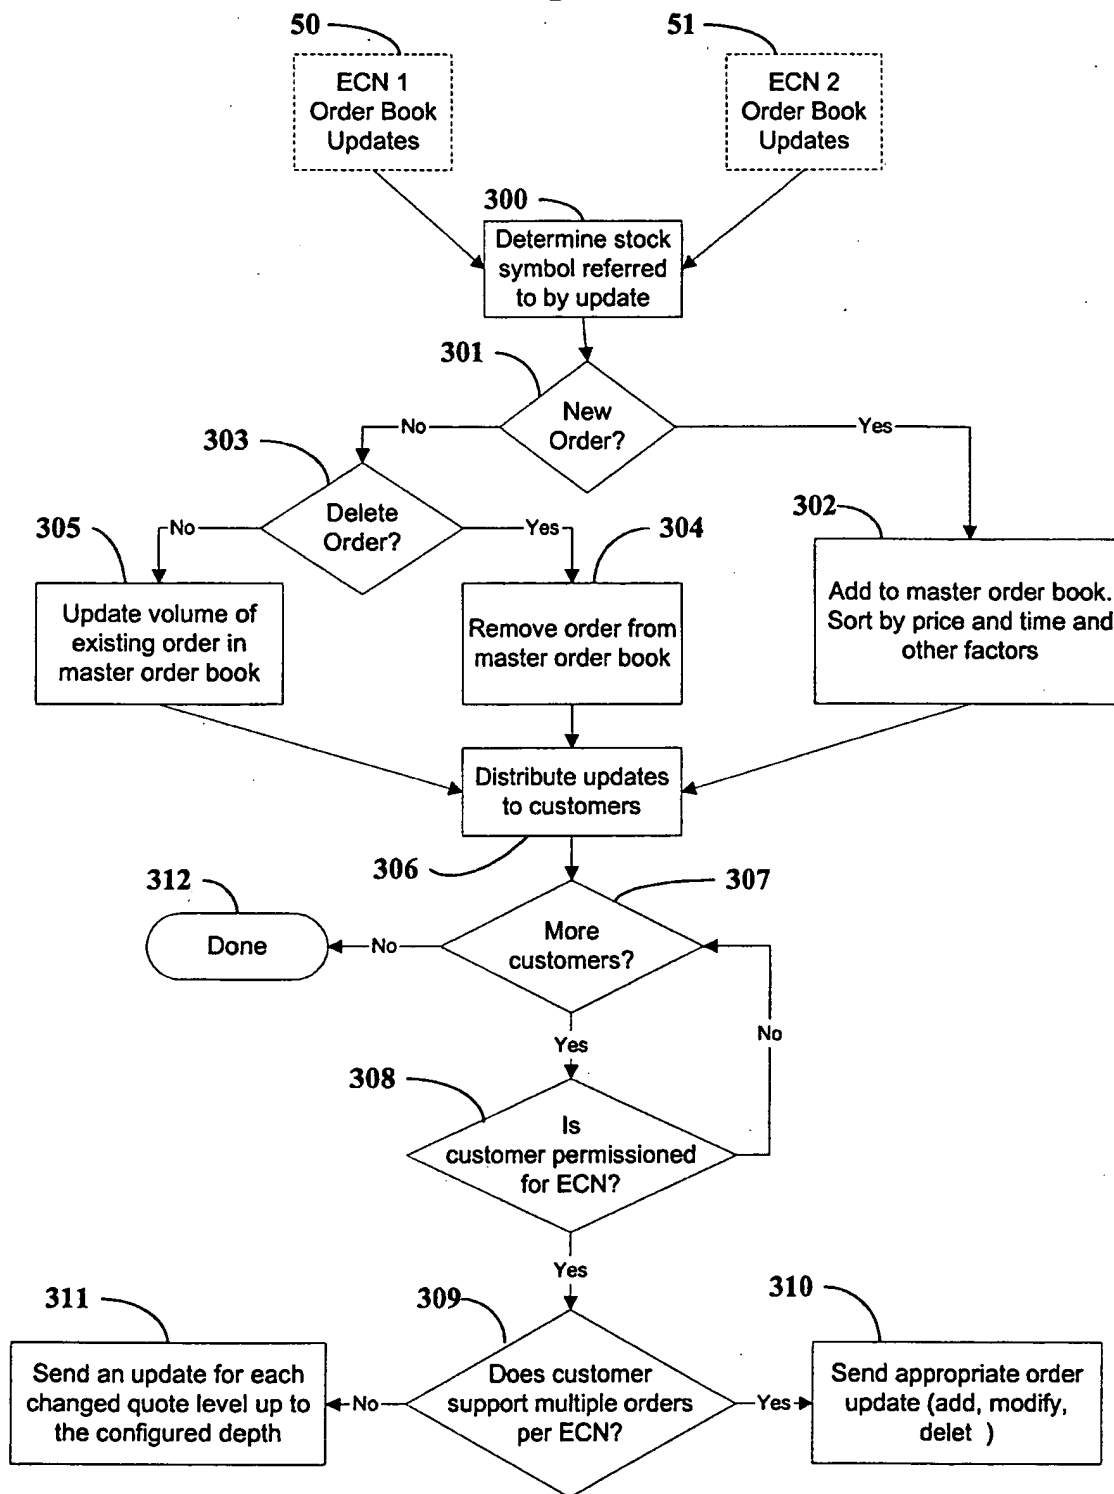 50
51
ECN 1
Order Book
Updates
ECN 2
Order Book
Updates
300
Determine stock
symbol referred
to by update
301
New
Order?
No
Yes
303
Delete
Order?
No
Yes
305
304
302
Update volume of
existing order in
master order book
Remove order from
master order book
Add to master order book.
Sort by price and time and
other factors
Distribute updates
to customers
306
307
312
More
customers?
No
Done
Yes
No
308
Is
customer permissioned
for ECN?
Yes
311
309
310
Send an update for each
changed quote level up to
the configured depth
No
Does customer
support multiple orders
per ECN?
Yes
Send appropriate order
update (add, modify,
delet )